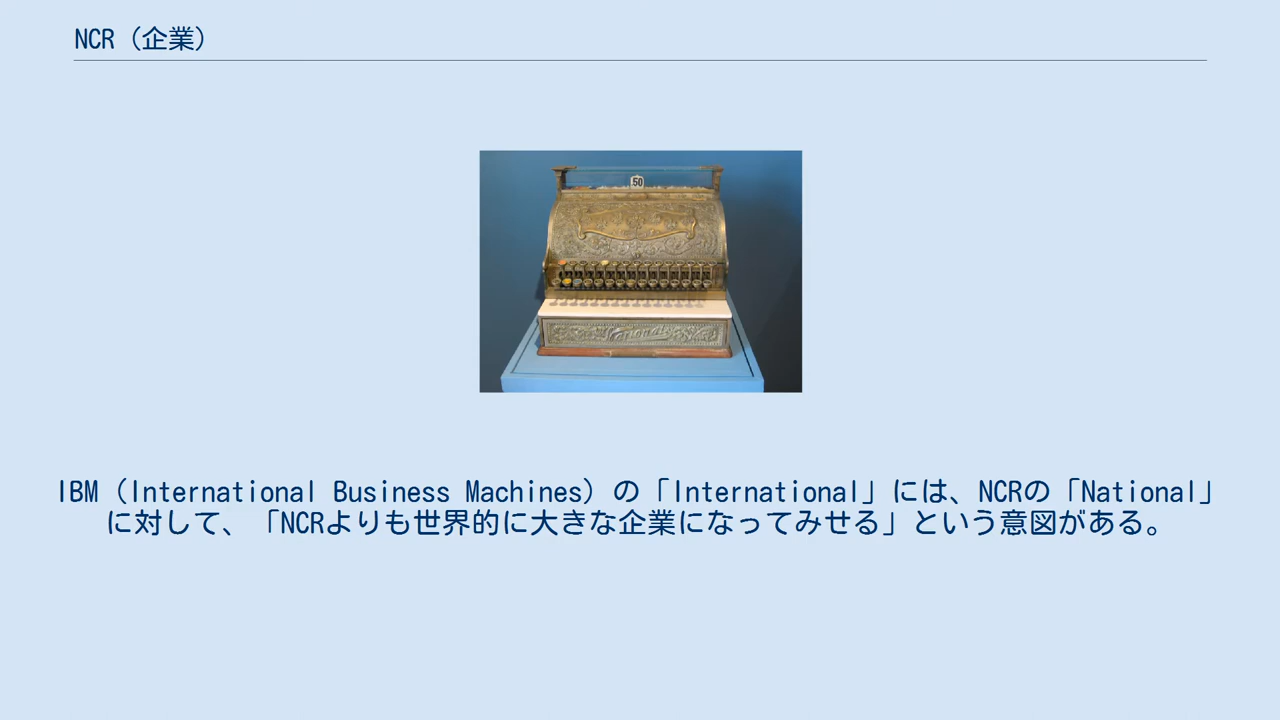 NCR（企業）
50
National
IBM（International Business Machines）の「International」には、NCRの「National」
に対して、「NCRよりも世界的に大きな企業になってみせる」という意図がある。